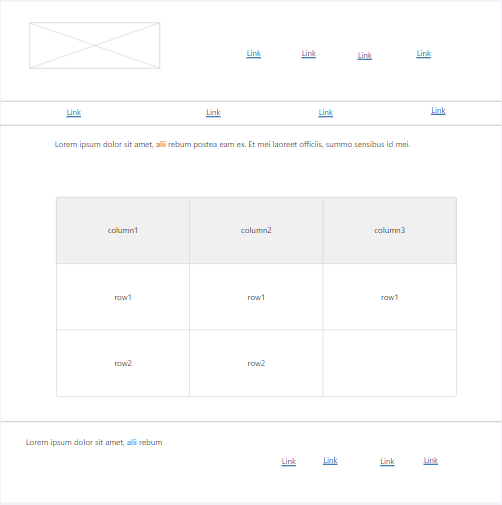 Link Link Link Link
Link Link Link Link
Lorem ipsum dolor sit amet, alii rebum postea eam ex. Et mei laoreet officiis, summo sensibus id mei.
column1 column2 column3
row1 row1 row1
row2 row2
Lorem ipsum dolor sit amet, alii rebum
Link Link Link Link